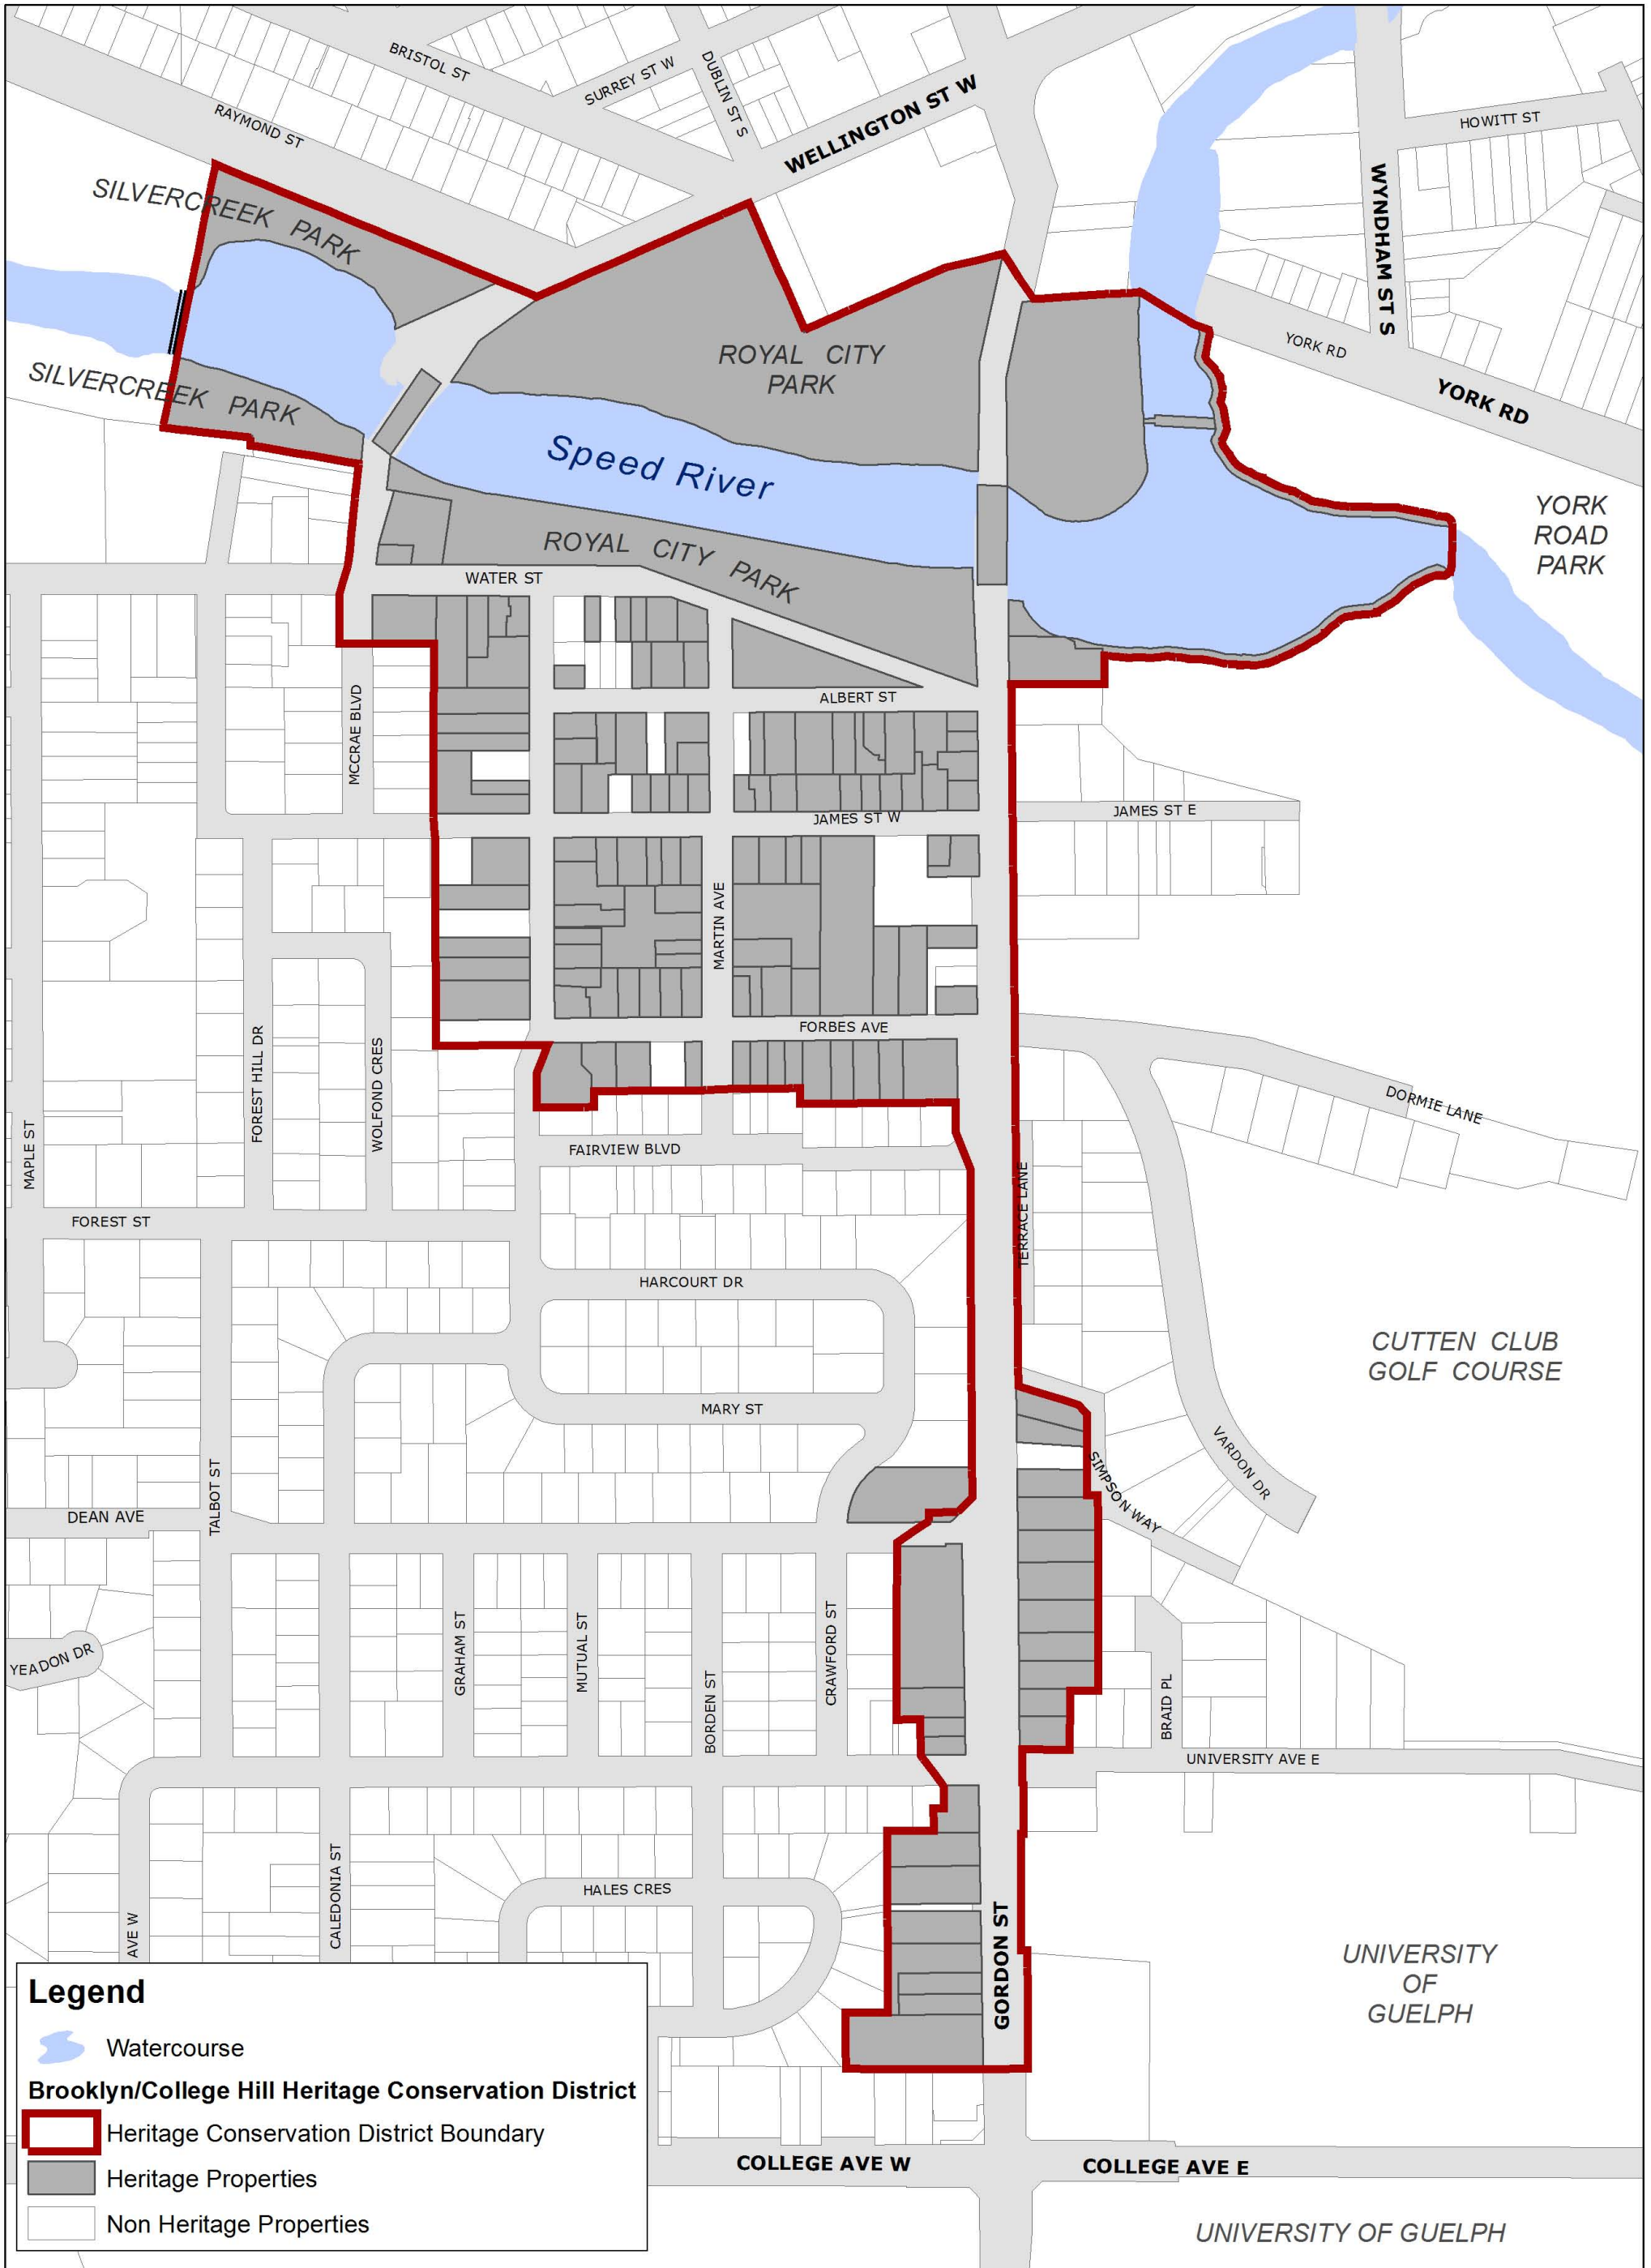 BRISTOL ST
SURREY ST W
DUBLIN ST S
WELLINGTON ST W
RAYMOND ST
HOWITT ST
WYNDHAM ST S
SILVERCREEK PARK
SILVERCREEK PARK
ROYAL CITY
PARK
YORK RD
YORK RD
Speed River
YORK
ROAD
PARK
ROYAL CITY PARK
WATER ST
ALBERT ST
MCCRAE BLVD
JAMES ST W
JAMES ST E
MARTIN AVE
FORBES AVE
FOREST HILL DR
WOLFOND CRES
DORMIE LANE
MAPLE ST
FAIRVIEW BLVD
TERRACE LANE
FOREST ST
HARCOURT DR
CUTTEN CLUB
GOLF COURSE
MARY ST
VARDON DR
SIMPSON WAY
TALBOT ST
DEAN AVE
YEADON DR
GRAHAM ST
MUTUAL ST
BORDEN ST
CRAWFORD ST
BRAID PL
UNIVERSITY AVE E
CALEDONIA ST
HALES CRES
AVE W
GORDON ST
UNIVERSITY
OF
GUELPH
Legend
Watercourse
Brooklyn/College Hill Heritage Conservation District
Heritage Conservation District Boundary
Heritage Properties
Non Heritage Properties
COLLEGE AVE W
COLLEGE AVE E
UNIVERSITY OF GUELPH